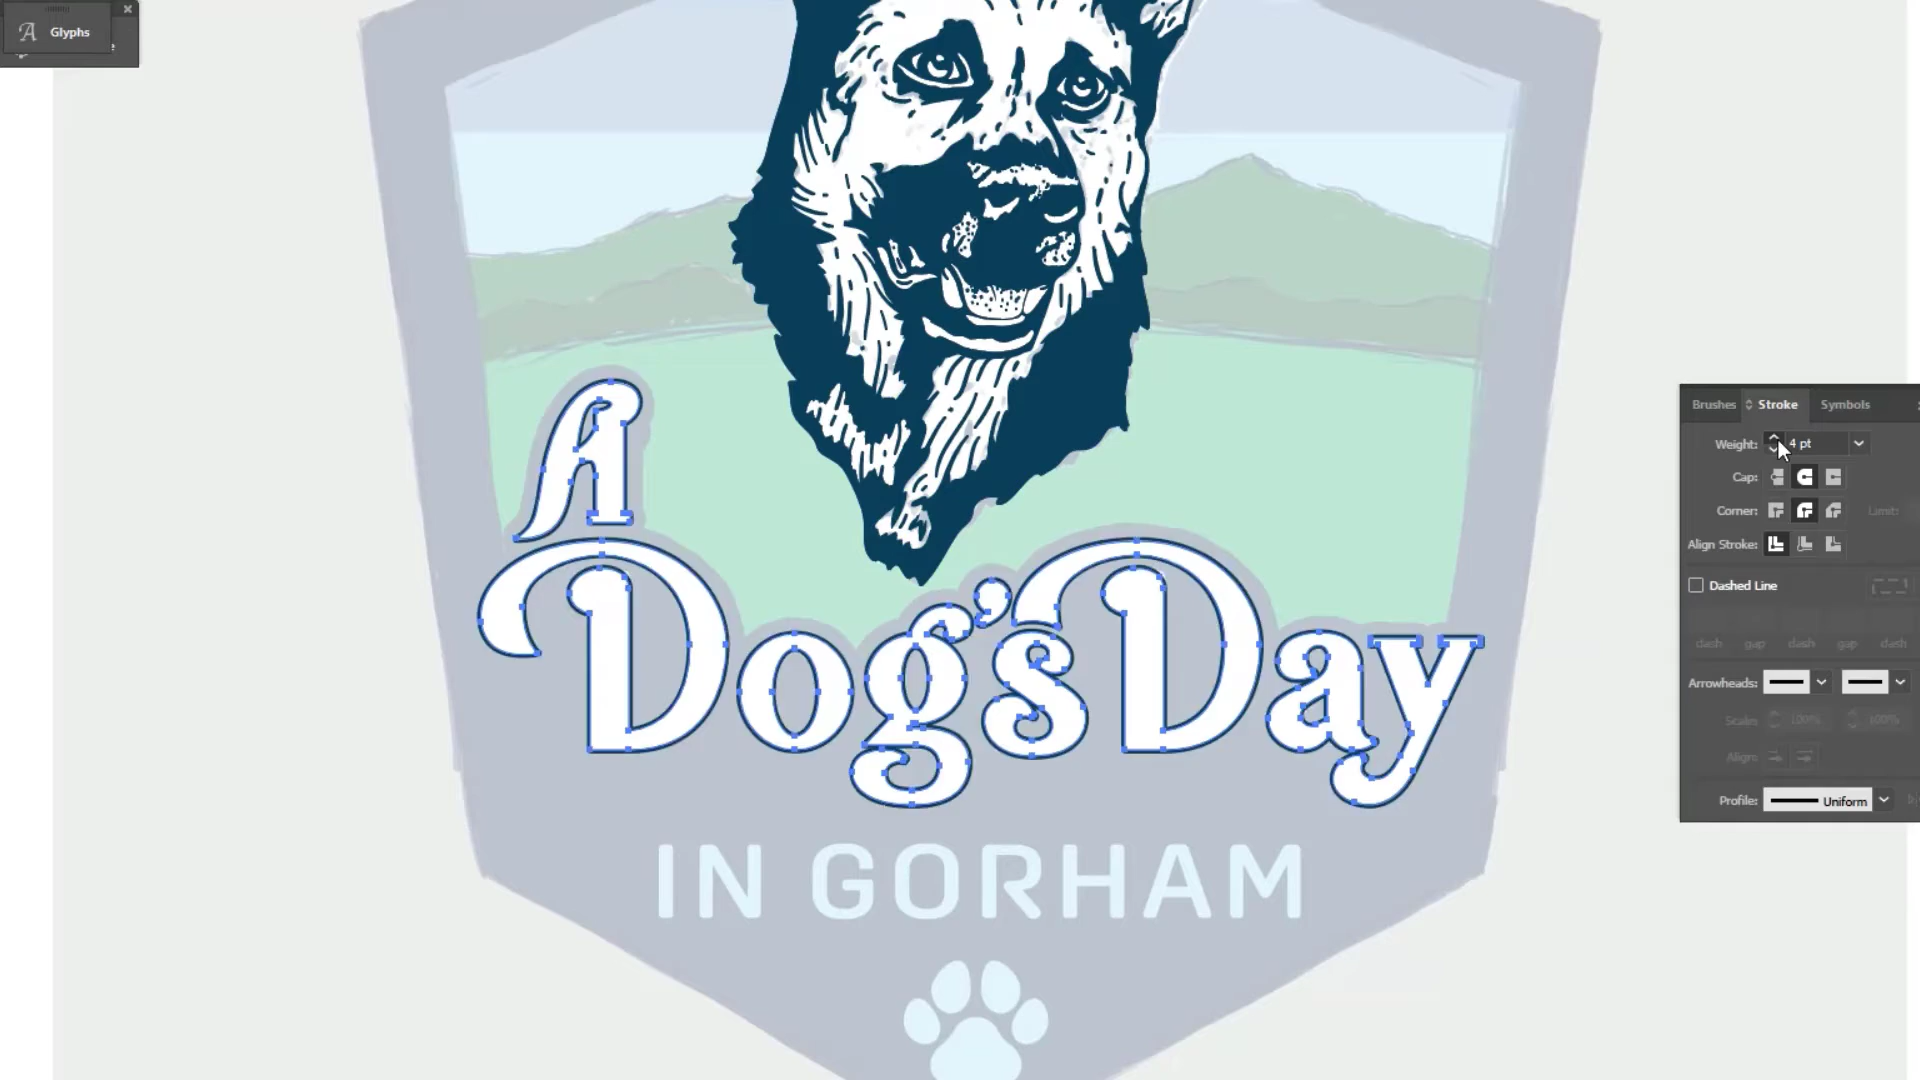 Glyphs
Brushes Stroke Symbols
Weight: 4 pt
Cap:
Corner: Limit:
Align Stroke:
Dashed Line
dash gap dash gap dash
Arrowheads:
Scale: 100% 100%
Align:
Profile: Uniform
A
Dog's Day
IN GORHAM